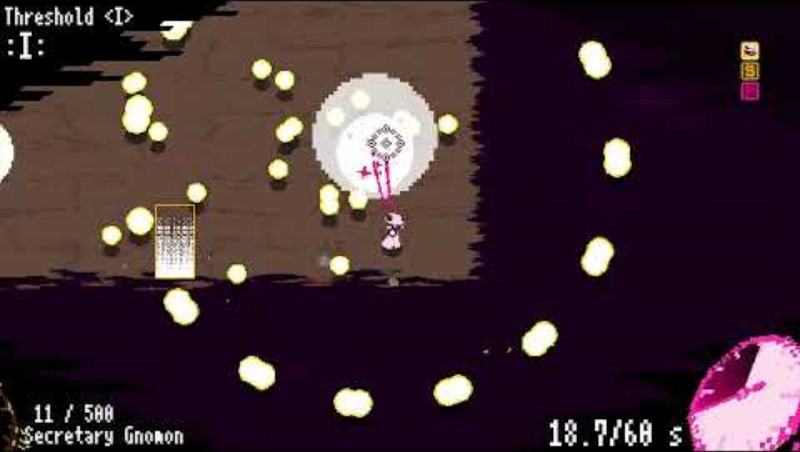 Threshold <I>
:I:
11 / 500
Secretary Gnomon
18.7/60 s